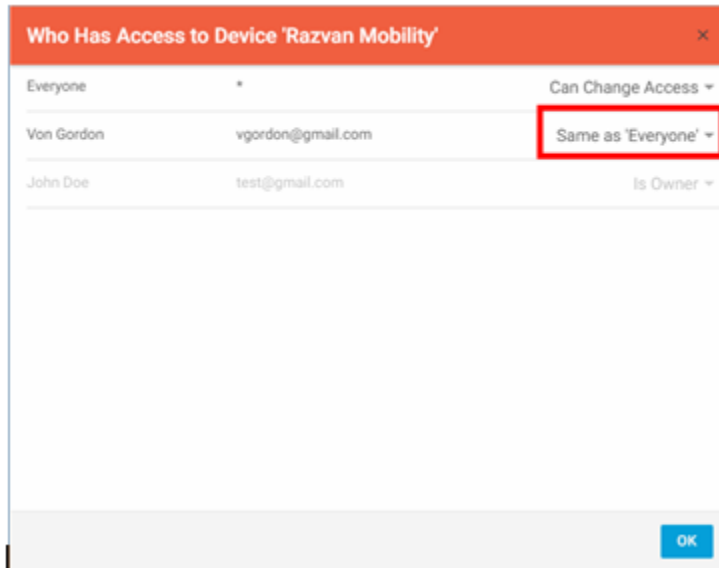 Who Has Access to Device 'Razvan Mobility' ×
Everyone * Can Change Access
Von Gordon vgordon@gmail.com Same as 'Everyone'
John Doe test@gmail.com Is Owner
OK